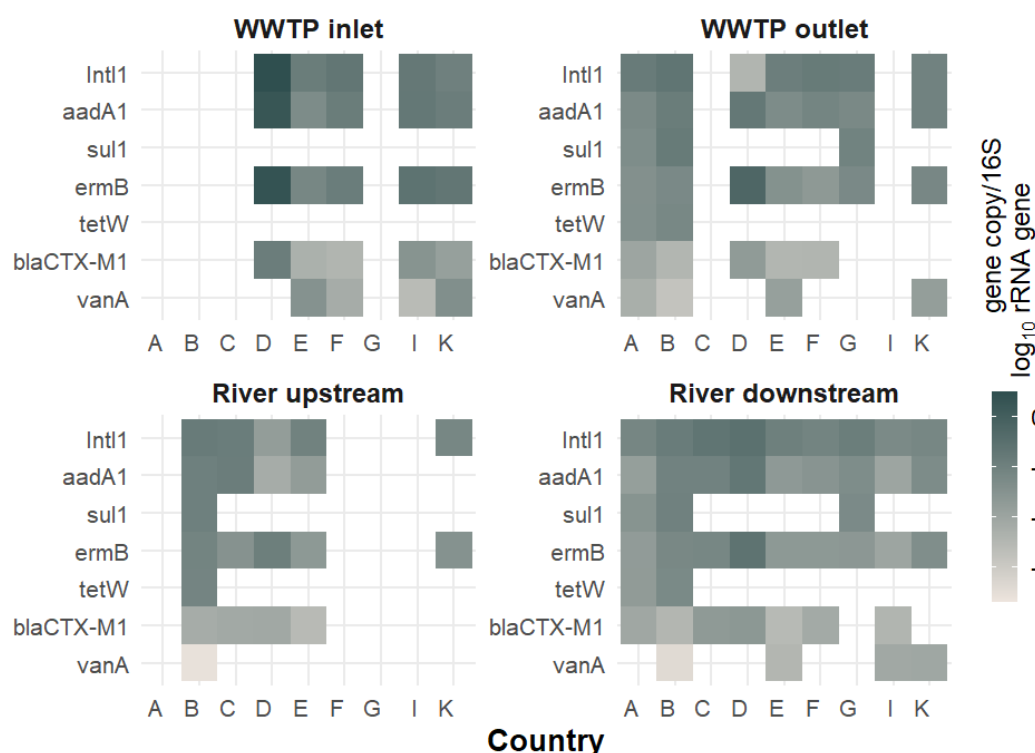 WWTP inlet
WWTP outlet
IntI1
aadA1
sul1
ermB
tetW
blaCTX-M1
vanA
A B C D E F G I K
IntI1
aadA1
sul1
ermB
tetW
blaCTX-M1
vanA
A B C D E F G I K
River upstream
River downstream
IntI1
aadA1
sul1
ermB
tetW
blaCTX-M1
vanA
A B C D E F G I K
IntI1
aadA1
sul1
ermB
tetW
blaCTX-M1
vanA
A B C D E F G I K
Country
gene copy/16S
log₁₀ rRNA gene